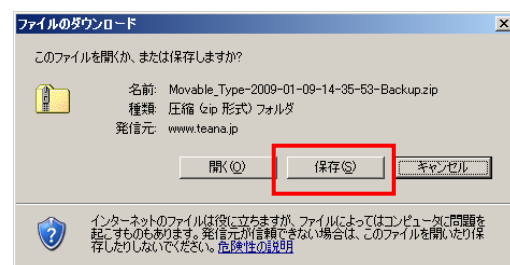 ファイルのダウンロード
このファイルを開くか、または保存しますか?
名前: Movable_Type-2009-01-09-14-35-53-Backup.zip
種類: 圧縮 (zip 形式) フォルダ
発信元: www.teana.jp
開く(O) 保存(S) キャンセル
インターネットのファイルは役に立ちますが、ファイルによってはコンピュータに問題を
起こすものもあります。発信元が信頼できない場合は、このファイルを開いたり保
存したりしないでください。危険性の説明